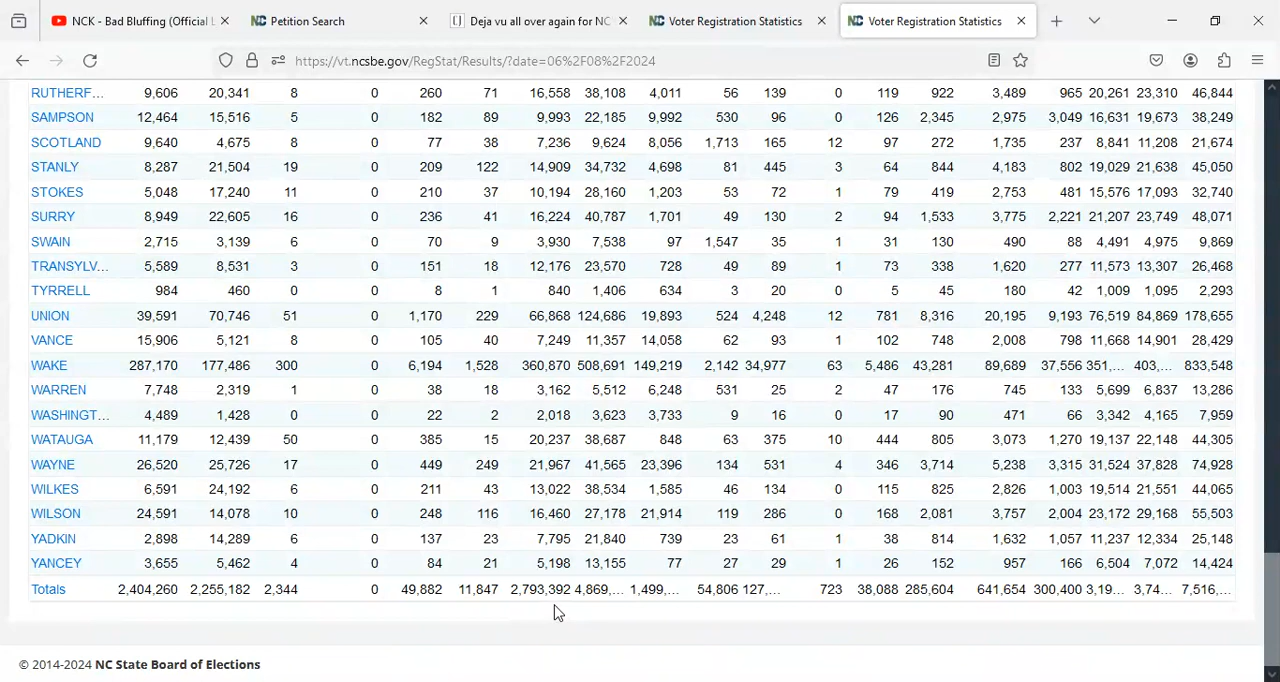 NCK - Bad Bluffing (Official L
Petition Search
Deja vu all over again for NC
Voter Registration Statistics
Voter Registration Statistics
https://vt.ncsbe.gov/RegStat/Results/?date=06%2F08%2F2024
RUTHERF... 9,606 20,341 8 0 260 71 16,558 38,108 4,011 56 139 0 119 922 3,489 965 20,261 23,310 46,844
SAMPSON 12,464 15,516 5 0 182 89 9,993 22,185 9,992 530 96 0 126 2,345 2,975 3,049 16,631 19,673 38,249
SCOTLAND 9,640 4,675 8 0 77 38 7,236 9,624 8,056 1,713 165 12 97 272 1,735 237 8,841 11,208 21,674
STANLY 8,287 21,504 19 0 209 122 14,909 34,732 4,698 81 445 3 64 844 4,183 802 19,029 21,638 45,050
STOKES 5,048 17,240 11 0 210 37 10,194 28,160 1,203 53 72 1 79 419 2,753 481 15,576 17,093 32,740
SURRY 8,949 22,605 16 0 236 41 16,224 40,787 1,701 49 130 2 94 1,533 3,775 2,221 21,207 23,749 48,071
SWAIN 2,715 3,139 6 0 70 9 3,930 7,538 97 1,547 35 1 31 130 490 88 4,491 4,975 9,869
TRANSYLV... 5,589 8,531 3 0 151 18 12,176 23,570 728 49 89 1 73 338 1,620 277 11,573 13,307 26,468
TYRRELL 984 460 0 0 8 1 840 1,406 634 3 20 0 5 45 180 42 1,009 1,095 2,293
UNION 39,591 70,746 51 0 1,170 229 66,868 124,686 19,893 524 4,248 12 781 8,316 20,195 9,193 76,519 84,869 178,655
VANCE 15,906 5,121 8 0 105 40 7,249 11,357 14,058 62 93 1 102 748 2,008 798 11,668 14,901 28,429
WAKE 287,170 177,486 300 0 6,194 1,528 360,870 508,691 149,219 2,142 34,977 63 5,486 43,281 89,689 37,556 351,... 403,... 833,548
WARREN 7,748 2,319 1 0 38 18 3,162 5,512 6,248 531 25 2 47 176 745 133 5,699 6,837 13,286
WASHINGT... 4,489 1,428 0 0 22 2 2,018 3,623 3,733 9 16 0 17 90 471 66 3,342 4,165 7,959
WATAUGA 11,179 12,439 50 0 385 15 20,237 38,687 848 63 375 10 444 805 3,073 1,270 19,137 22,148 44,305
WAYNE 26,520 25,726 17 0 449 249 21,967 41,565 23,396 134 531 4 346 3,714 5,238 3,315 31,524 37,828 74,928
WILKES 6,591 24,192 6 0 211 43 13,022 38,534 1,585 46 134 0 115 825 2,826 1,003 19,514 21,551 44,065
WILSON 24,591 14,078 10 0 248 116 16,460 27,178 21,914 119 286 0 168 2,081 3,757 2,004 23,172 29,168 55,503
YADKIN 2,898 14,289 6 0 137 23 7,795 21,840 739 23 61 1 38 814 1,632 1,057 11,237 12,334 25,148
YANCEY 3,655 5,462 4 0 84 21 5,198 13,155 77 27 29 1 26 152 957 166 6,504 7,072 14,424
Totals 2,404,260 2,255,182 2,344 0 49,882 11,847 2,793,392 4,869,... 1,499,... 54,806 127,... 723 38,088 285,604 641,654 300,400 3,19... 3,74... 7,516,...
© 2014-2024 NC State Board of Elections